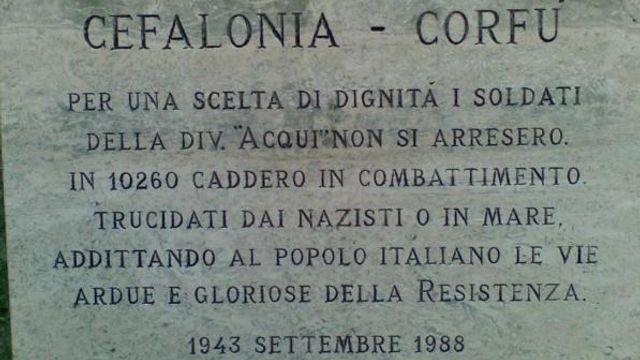 CEFALONIA - CORFÙ
PER UNA SCELTA DI DIGNITÀ I SOLDATI
DELLA DIV. "ACQUI" NON SI ARRESERO.
IN 10260 CADDERO IN COMBATTIMENTO.
TRUCIDATI DAI NAZISTI O IN MARE,
ADDITTANDO AL POPOLO ITALIANO LE VIE
ARDUE E GLORIOSE DELLA RESISTENZA.
1943 SETTEMBRE 1988